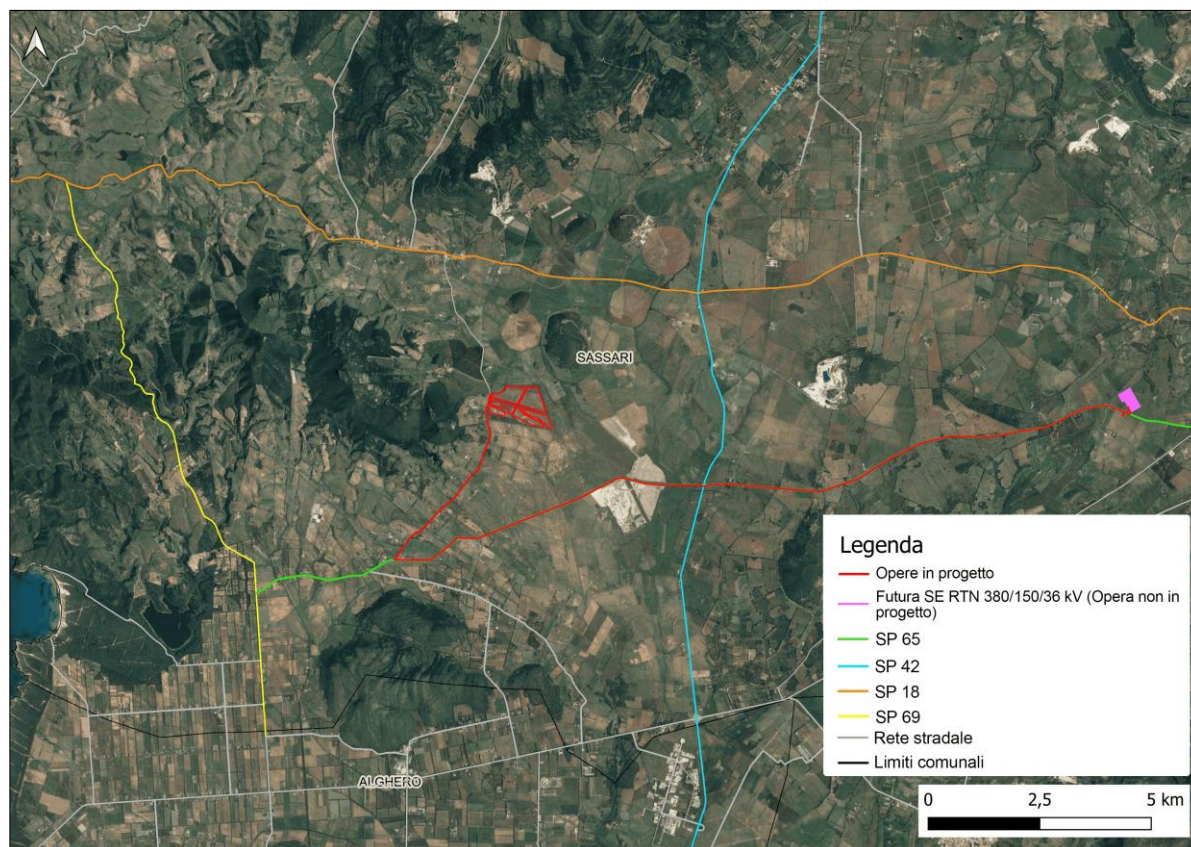 SASSARI
ALGHERO
Legenda
Opere in progetto
Futura SE RTN 380/150/36 kV (Opera non in
progetto)
SP 65
SP 42
SP 18
SP 69
Rete stradale
Limiti comunali
0 2,5 5 km